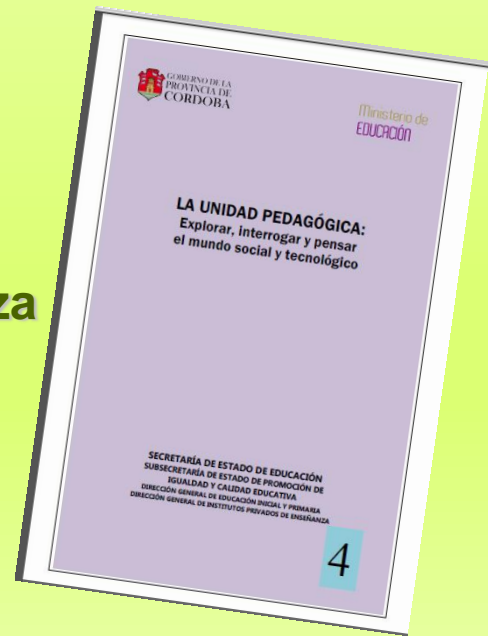 GOBIERNO DE LA
PROVINCIA DE
CORDOBA
Ministerio de
EDUCACIÓN
LA UNIDAD PEDAGÓGICA:
Explorar, interrogar y pensar
el mundo social y tecnológico
za
SECRETARÍA DE ESTADO DE EDUCACIÓN
SUBSECRETARÍA DE ESTADO DE PROMOCIÓN DE
IGUALDAD Y CALIDAD EDUCATIVA
DIRECCIÓN GENERAL DE EDUCACIÓN INICIAL Y PRIMARIA
DIRECCIÓN GENERAL DE INSTITUTOS PRIVADOS DE ENSEÑANZA
4